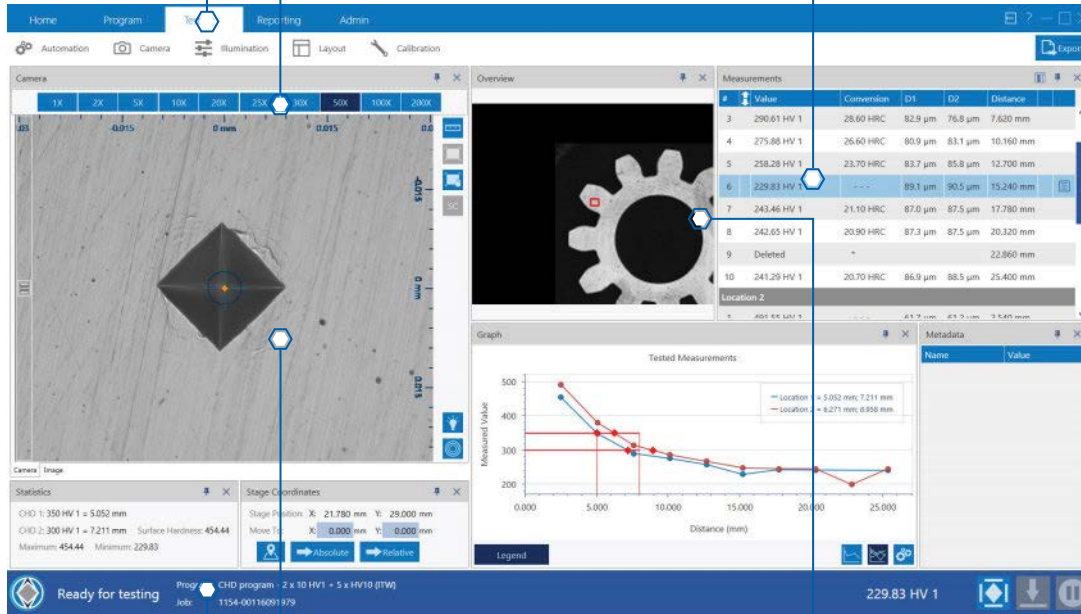 Home Program Reporting Admin
Automation Camera Illumination Layout Calibration Export
Camera
1X 2X 5X 10X 20X 25X 30X 50X 100X 200X
-0.015 0 mm 0.015
-0.015
0 mm
0.015
SC
Camera Image
Overview
Measurements
# Value Conversion D1 D2 Distance
3 290.61 HV 1 28.60 HRC 82.9 µm 76.8 µm 7.620 mm
4 275.88 HV 1 26.60 HRC 80.9 µm 83.1 µm 10.160 mm
5 258.28 HV 1 23.70 HRC 83.7 µm 85.8 µm 12.700 mm
6 229.83 HV 1 - - - 89.1 µm 90.5 µm 15.240 mm
7 243.46 HV 1 21.10 HRC 87.0 µm 87.5 µm 17.780 mm
8 242.65 HV 1 20.90 HRC 87.3 µm 87.5 µm 20.320 mm
9 Deleted - 22.860 mm
10 241.29 HV 1 20.70 HRC 86.9 µm 88.5 µm 25.400 mm
Location 2
Graph
Tested Measurements
Measured Value
500
400
300
200
Location 1 = 5.052 mm; 7.211 mm
Location 2 = 6.271 mm; 8.958 mm
0.000 5.000 10.000 15.000 20.000 25.000
Distance (mm)
Legend
Metadata
Name Value
Statistics
CHD 1: 350 HV 1 = 5.052 mm
CHD 2: 300 HV 1 = 7.211 mm Surface Hardness: 454.44
Maximum: 454.44 Minimum: 229.83
Stage Coordinates
Stage Position: X: 21.780 mm Y: 29.000 mm
Move To: X: 0.000 mm Y: 0.000 mm
Absolute Relative
Ready for testing
CHD program - 2 x 10 HV1 + 5 x HV10 (ITW)
Job: 1154-00116091979
229.83 HV 1